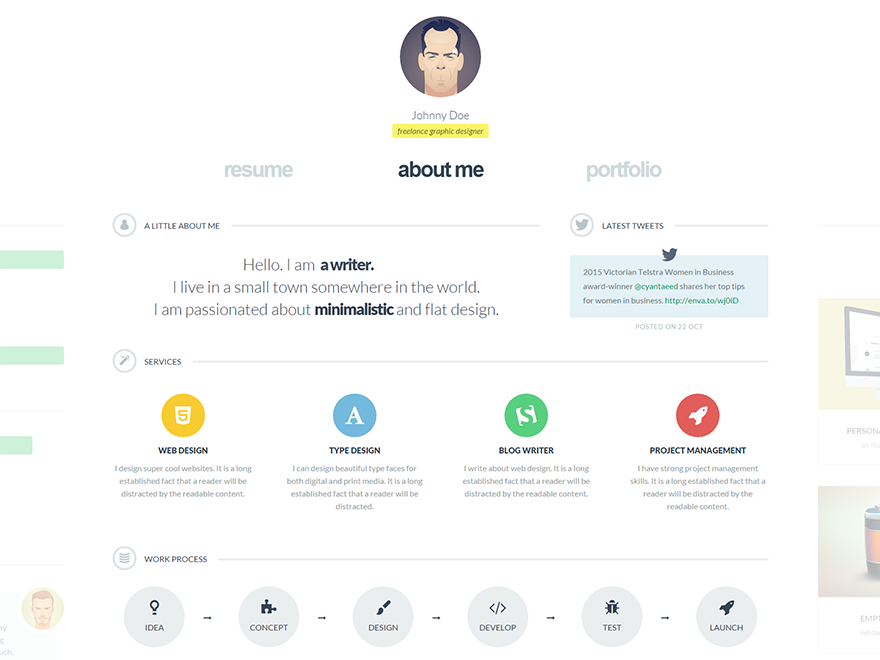 Johnny Doe
freelance graphic designer
resume
about me
portfolio
A LITTLE ABOUT ME
Hello. I am a writer.
I live in a small town somewhere in the world.
I am passionated about minimalistic and flat design.
LATEST TWEETS
2015 Victorian Telstra Women in Business
award-winner @cyantaeed shares her top tips
for women in business. http://enva.to/wj0iD
POSTED ON 22 OCT
SERVICES
WEB DESIGN
I design super cool websites. It is a long
established fact that a reader will be
distracted by the readable content.
TYPE DESIGN
I can design beautiful type faces for
both digital and print media. It is a long
established fact that a reader will be
distracted.
BLOG WRITER
I write about web design. It is a long
established fact that a reader will be
distracted by the readable content.
PROJECT MANAGEMENT
I have strong project management
skills. It is a long established fact that a
reader will be distracted by the
readable content.
WORK PROCESS
IDEA
CONCEPT
DESIGN
DEVELOP
TEST
LAUNCH
PERSONA
EMPT